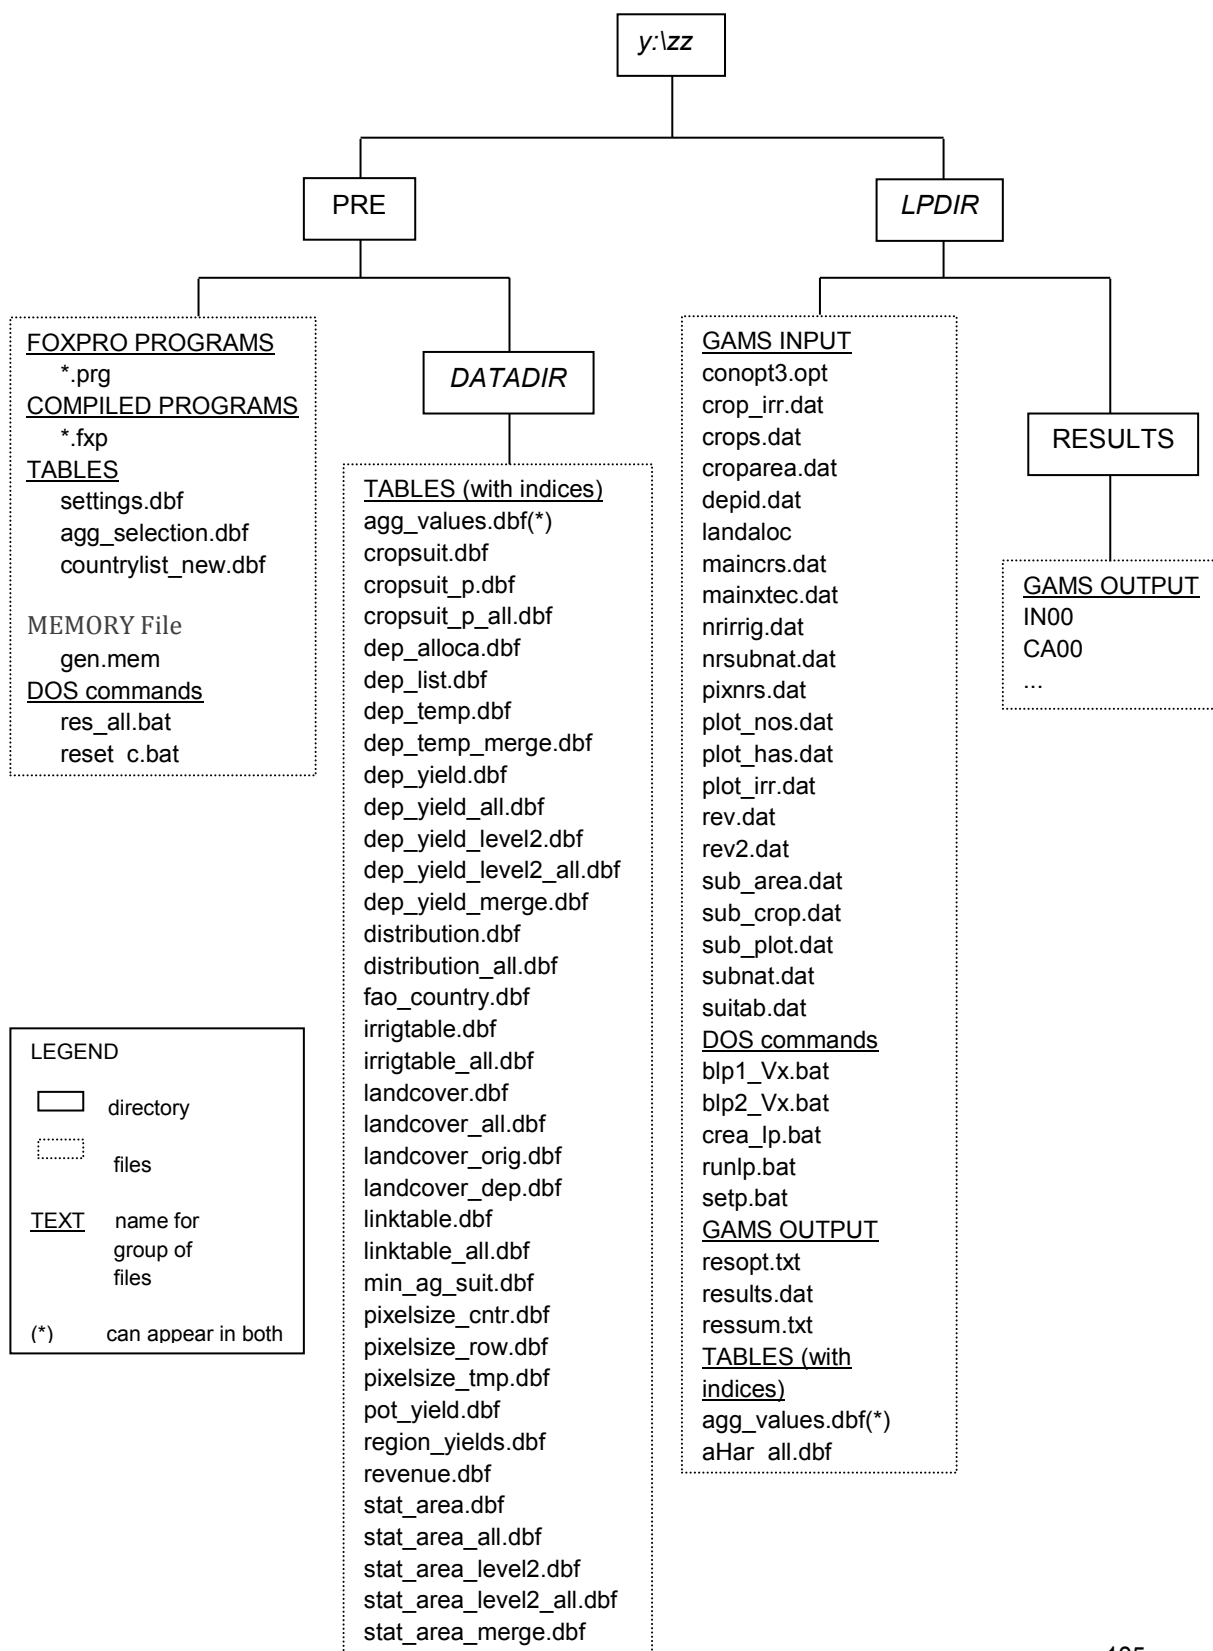 y:\zz
PRE
LPDIR
FOXPRO PROGRAMS
*.prg
COMPILED PROGRAMS
*.fxp
TABLES
settings.dbf
agg_selection.dbf
countrylist_new.dbf
MEMORY File
gen.mem
DOS commands
res_all.bat
reset_c.bat
DATADIR
TABLES (with indices)
agg_values.dbf(*)
cropsuit.dbf
cropsuit_p.dbf
cropsuit_p_all.dbf
dep_alloca.dbf
dep_list.dbf
dep_temp.dbf
dep_temp_merge.dbf
dep_yield.dbf
dep_yield_all.dbf
dep_yield_level2.dbf
dep_yield_level2_all.dbf
dep_yield_merge.dbf
distribution.dbf
distribution_all.dbf
fao_country.dbf
irrigtable.dbf
irrigtable_all.dbf
landcover.dbf
landcover_all.dbf
landcover_orig.dbf
landcover_dep.dbf
linktable.dbf
linktable_all.dbf
min_ag_suit.dbf
pixelsize_cntr.dbf
pixelsize_row.dbf
pixelsize_tmp.dbf
pot_yield.dbf
region_yields.dbf
revenue.dbf
stat_area.dbf
stat_area_all.dbf
stat_area_level2.dbf
stat_area_level2_all.dbf
stat_area_merge.dbf
GAMS INPUT
conopt3.opt
crop_irr.dat
crops.dat
croparea.dat
depid.dat
landaloc
maincrs.dat
mainxtec.dat
nrirrig.dat
nrsubnat.dat
pixnrs.dat
plot_nos.dat
plot_has.dat
plot_irr.dat
rev.dat
rev2.dat
sub_area.dat
sub_crop.dat
sub_plot.dat
subnat.dat
suitab.dat
DOS commands
blp1_Vx.bat
blp2_Vx.bat
crea_lp.bat
runlp.bat
setp.bat
GAMS OUTPUT
resopt.txt
results.dat
ressum.txt
TABLES (with
indices)
agg_values.dbf(*)
aHar_all.dbf
RESULTS
GAMS OUTPUT
IN00
CA00
...
LEGEND
directory
files
TEXT name for
group of
files
(*) can appear in both